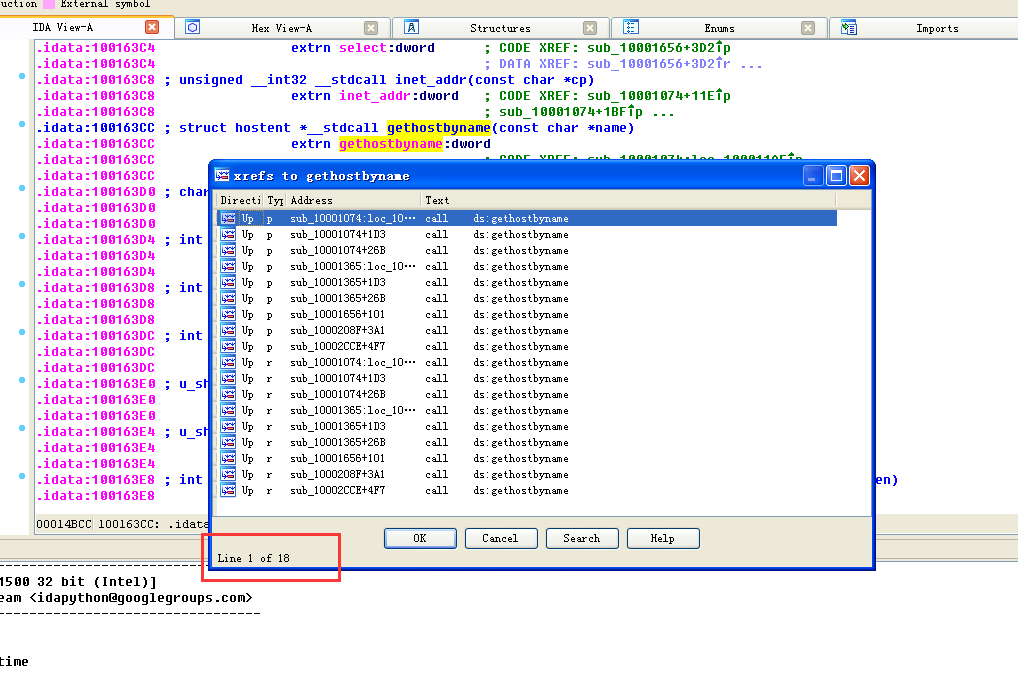 uction External symbol
IDA View-A Hex View-A Structures Enums Imports
.idata:100163C4 extrn select:dword ; CODE XREF: sub_10001656+3D2↑p
.idata:100163C4 ; DATA XREF: sub_10001656+3D2↑r ...
.idata:100163C8 ; unsigned __int32 __stdcall inet_addr(const char *cp)
.idata:100163C8 extrn inet_addr:dword ; CODE XREF: sub_10001074+11E↑p
.idata:100163C8 ; sub_10001074+1BF↑p ...
.idata:100163CC ; struct hostent *__stdcall gethostbyname(const char *name)
.idata:100163CC extrn gethostbyname:dword
.idata:100163CC
.idata:100163CC
.idata:100163D0 ; char
.idata:100163D0
.idata:100163D0
.idata:100163D4 ; int
.idata:100163D4
.idata:100163D4
.idata:100163D8 ; int
.idata:100163D8
.idata:100163D8
.idata:100163DC ; int
.idata:100163DC
.idata:100163DC
.idata:100163E0 ; u_sh
.idata:100163E0
.idata:100163E0
.idata:100163E4 ; u_sh
.idata:100163E4
.idata:100163E4
.idata:100163E8 ; int en)
.idata:100163E8
00014BCC 100163CC: .idata
xrefs to gethostbyname
Directi Typ Address Text
Up p sub_10001074:loc_10··· call ds:gethostbyname
Up p sub_10001074+1D3 call ds:gethostbyname
Up p sub_10001074+26B call ds:gethostbyname
Up p sub_10001365:loc_10··· call ds:gethostbyname
Up p sub_10001365+1D3 call ds:gethostbyname
Up p sub_10001365+26B call ds:gethostbyname
Up p sub_10001656+101 call ds:gethostbyname
Up p sub_1000208F+3A1 call ds:gethostbyname
Up p sub_10002CCE+4F7 call ds:gethostbyname
Up r sub_10001074:loc_10··· call ds:gethostbyname
Up r sub_10001074+1D3 call ds:gethostbyname
Up r sub_10001074+26B call ds:gethostbyname
Up r sub_10001365:loc_10··· call ds:gethostbyname
Up r sub_10001365+1D3 call ds:gethostbyname
Up r sub_10001365+26B call ds:gethostbyname
Up r sub_10001656+101 call ds:gethostbyname
Up r sub_1000208F+3A1 call ds:gethostbyname
Up r sub_10002CCE+4F7 call ds:gethostbyname
OK Cancel Search Help
Line 1 of 18
1500 32 bit (Intel)]
eam <idapython@googlegroups.com>
--------------------------------
time